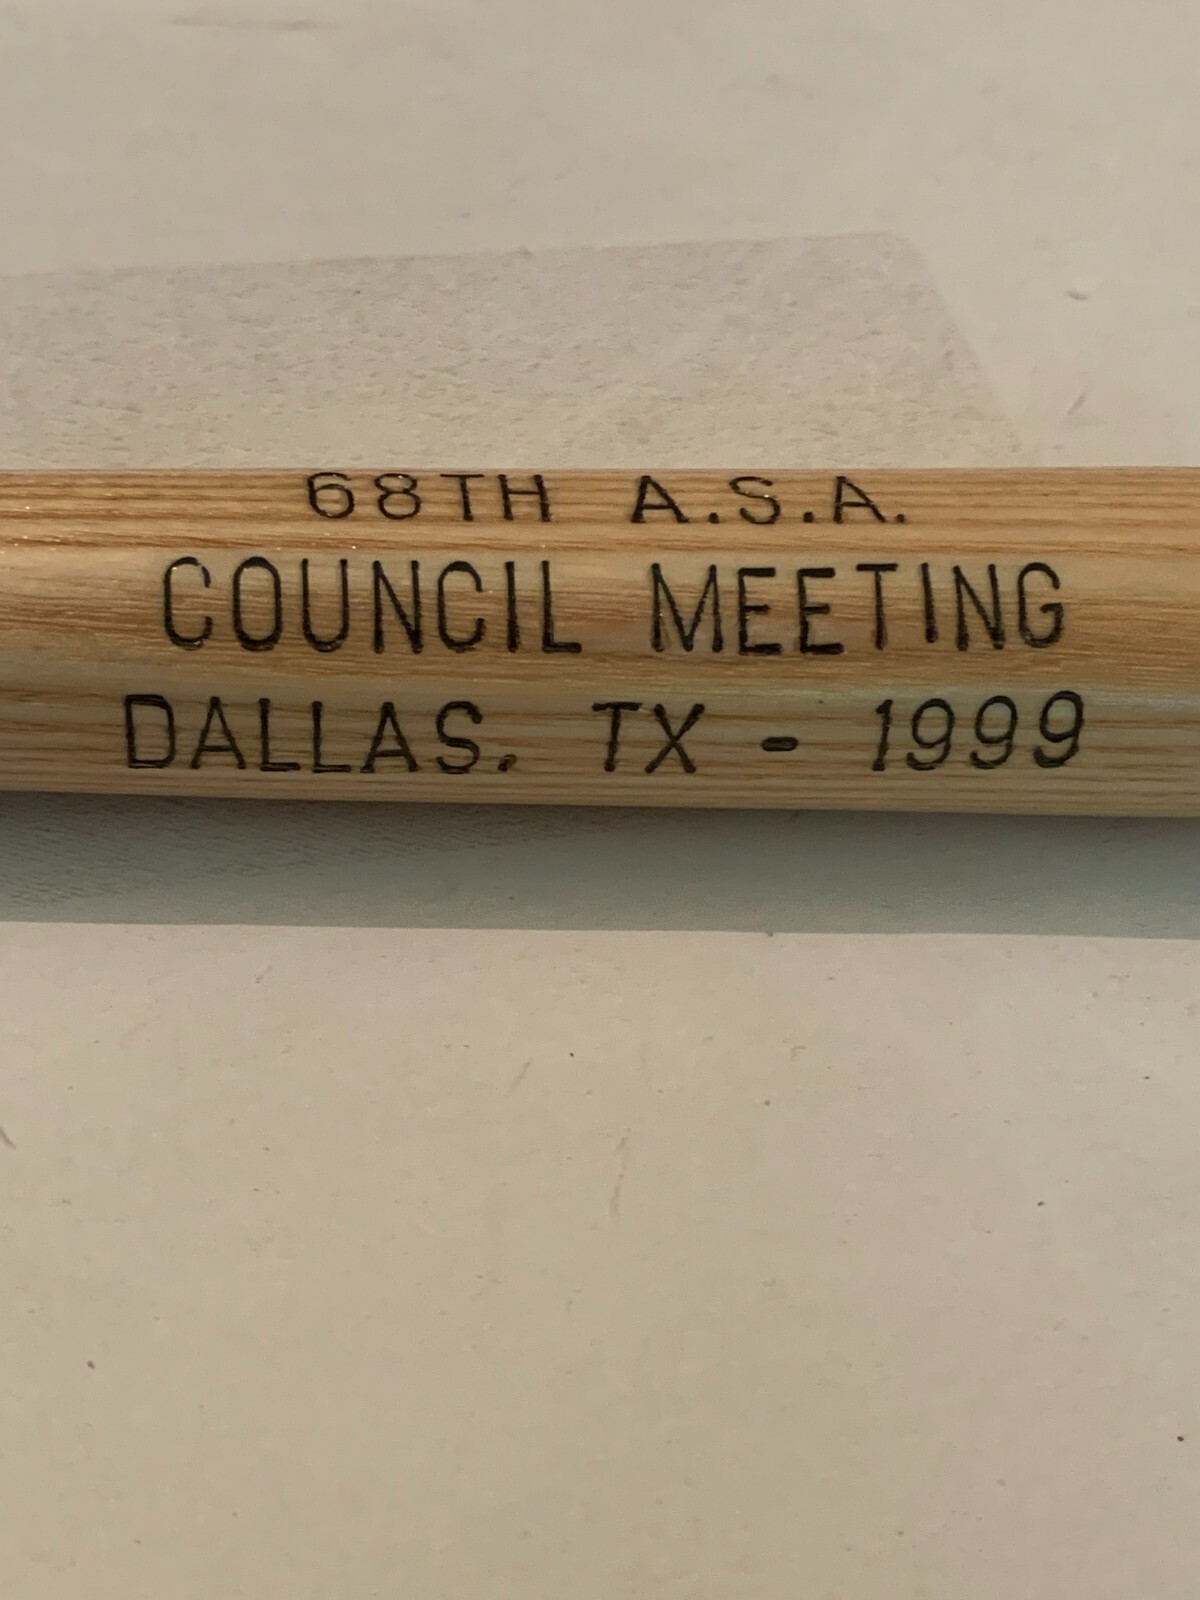 68TH A.S.A.
COUNCIL MEETING
DALLAS, TX - 1999